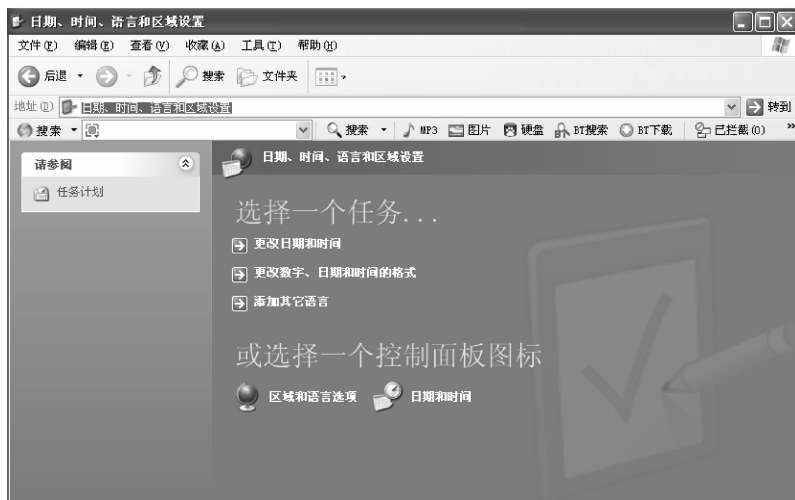 日期、时间、语言和区域设置
文件(F) 编辑(E) 查看(V) 收藏(A) 工具(T) 帮助(H)
后退 搜索 文件夹
地址(D) 日期、时间、语言和区域设置 转到
搜索 搜索 MP3 图片 硬盘 BT搜索 BT下载 已拦截(0) »
请参阅
任务计划
日期、时间、语言和区域设置
选择一个任务...
更改日期和时间
更改数字、日期和时间的格式
添加其它语言
或选择一个控制面板图标
区域和语言选项 日期和时间